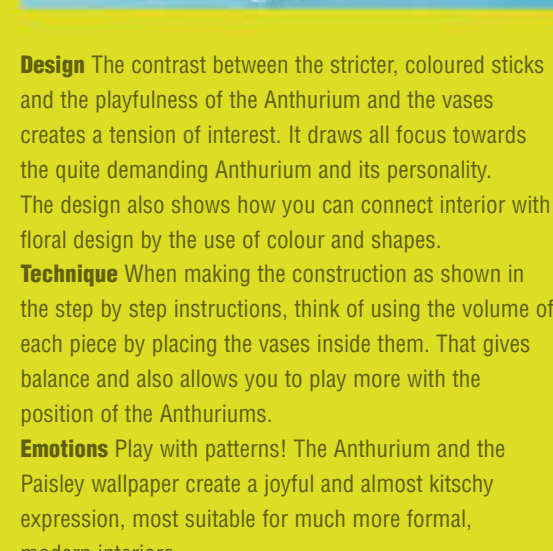 Design The contrast between the stricter, coloured sticks
and the playfulness of the Anthurium and the vases
creates a tension of interest. It draws all focus towards
the quite demanding Anthurium and its personality.
The design also shows how you can connect interior with
floral design by the use of colour and shapes.
Technique When making the construction as shown in
the step by step instructions, think of using the volume of
each piece by placing the vases inside them. That gives
balance and also allows you to play more with the
position of the Anthuriums.
Emotions Play with patterns! The Anthurium and the
Paisley wallpaper create a joyful and almost kitschy
expression, most suitable for much more formal,
modern interiors